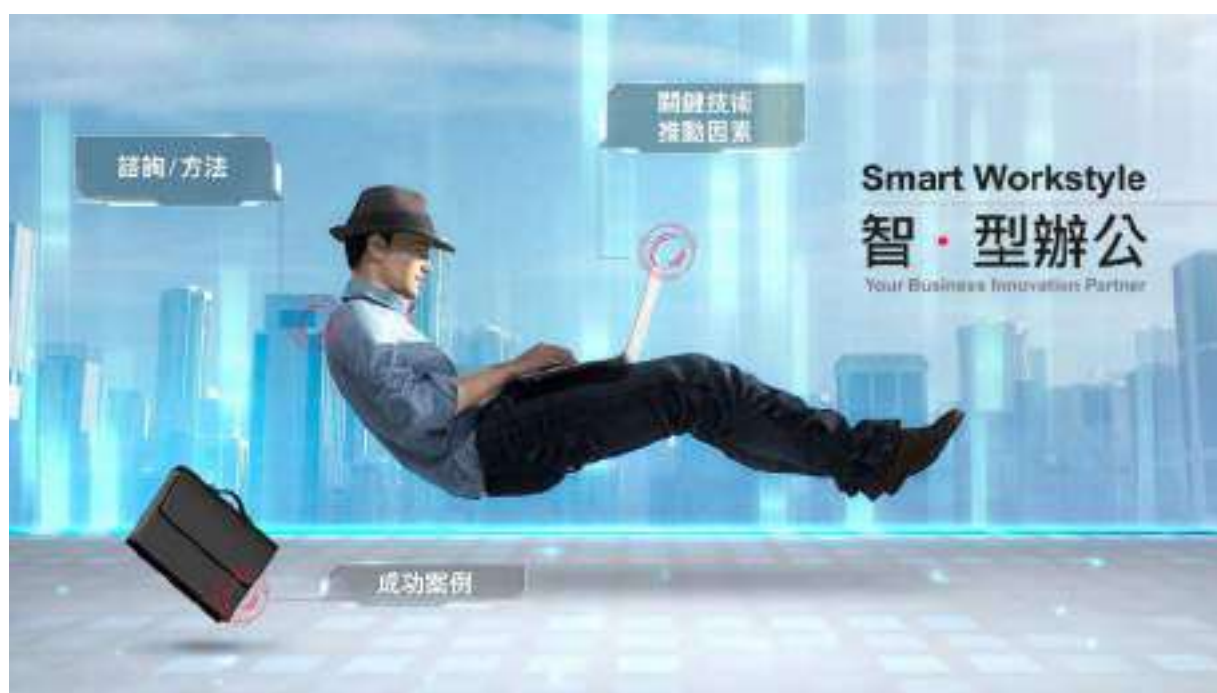 關鍵技術
推動因素
諮詢/方法
Smart Workstyle
智·型辦公
Your Business Innovation Partner
成功案例